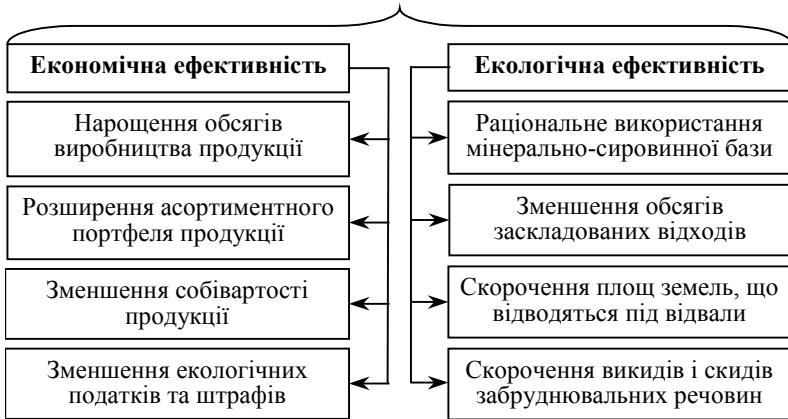 Економічна ефективність
Нарощення обсягів
виробництва продукції
Розширення асортиментного
портфеля продукції
Зменшення собівартості
продукції
Зменшення екологічних
податків та штрафів
Екологічна ефективність
Раціональне використання
мінерально-сировинної бази
Зменшення обсягів
заскладованих відходів
Скорочення площ земель, що
відводяться під відвали
Скорочення викидів і скидів
забруднювальних речовин